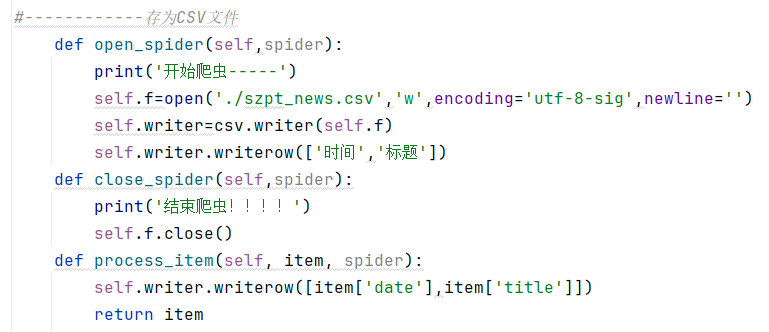 #------------存为CSV文件
    def open_spider(self,spider):
        print('开始爬虫-----')
        self.f=open('./szpt_news.csv','w',encoding='utf-8-sig',newline='')
        self.writer=csv.writer(self.f)
        self.writer.writerow(['时间','标题'])
    def close_spider(self,spider):
        print('结束爬虫！！！！')
        self.f.close()
    def process_item(self, item, spider):
        self.writer.writerow([item['date'],item['title']])
        return item